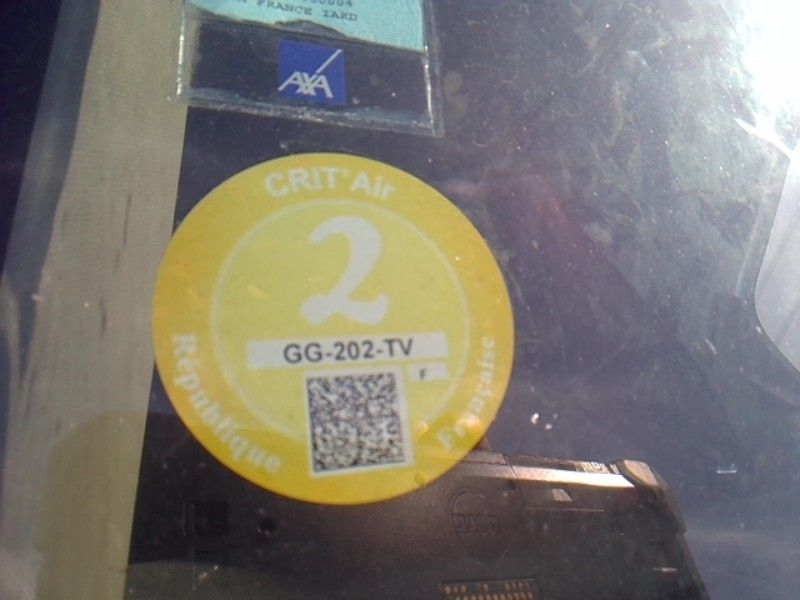 FRANCE IARD
AXA
CRIT'Air
2
GG-202-TV
F
République
Française